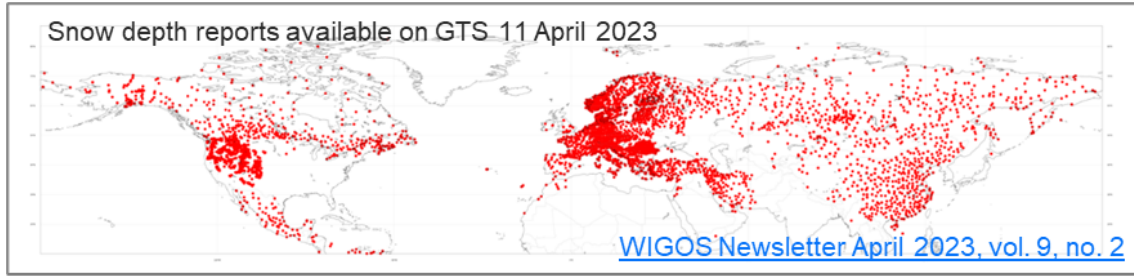 Snow depth reports available on GTS 11 April 2023
WIGOS Newsletter April 2023, vol. 9, no. 2